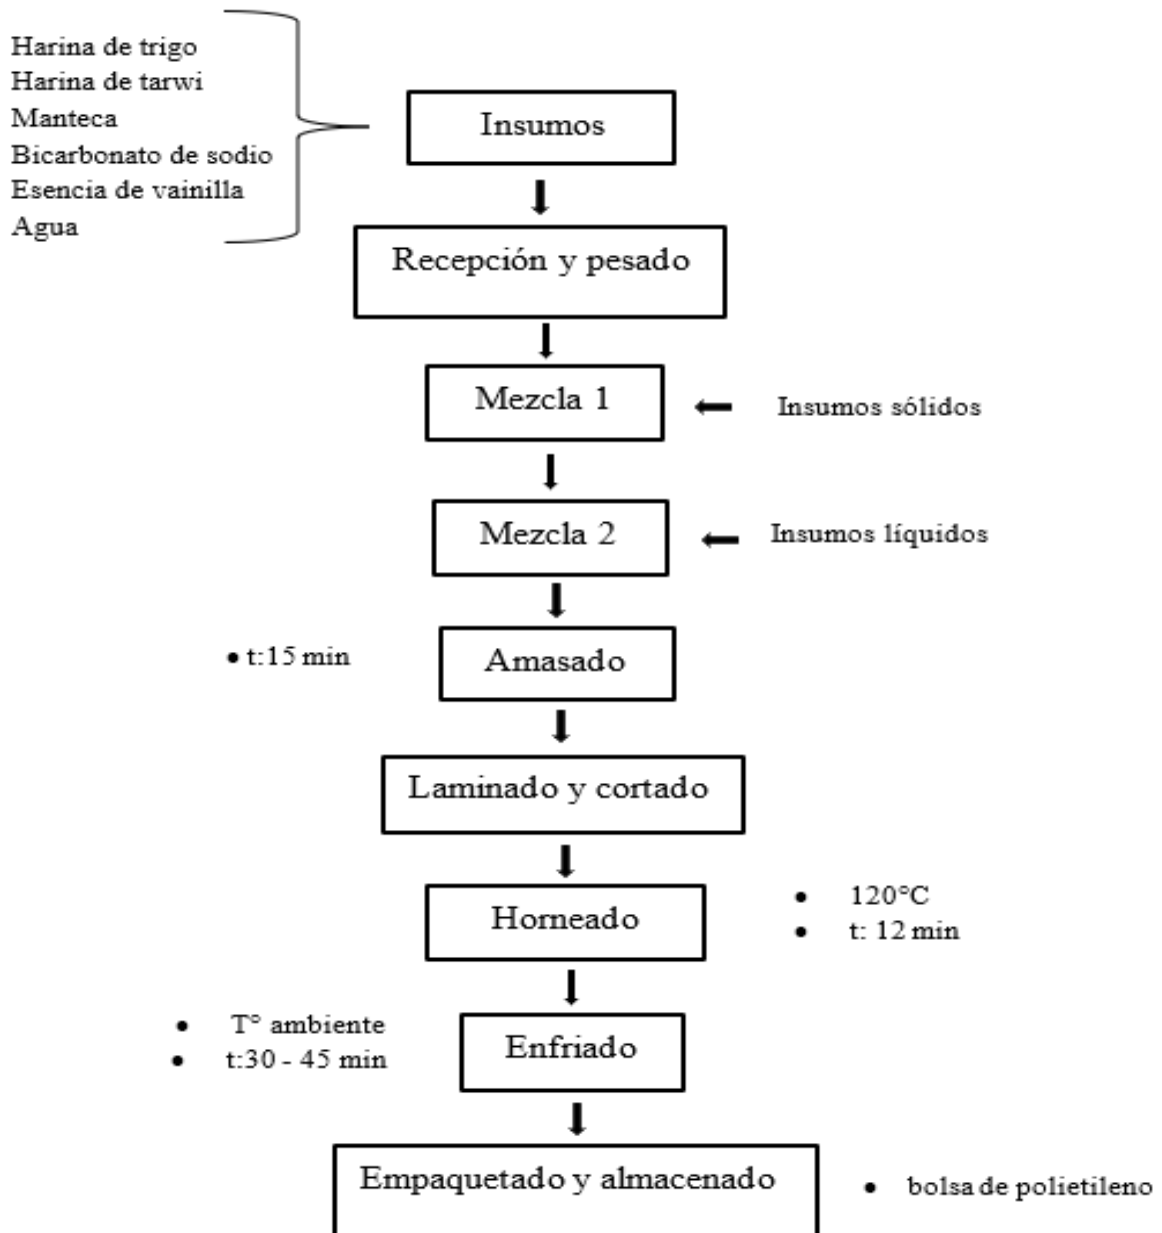 Harina de trigo
Harina de tarwi
Manteca
Bicarbonato de sodio
Esencia de vainilla
Agua
Insumos
Recepción y pesado
Mezcla 1
Insumos sólidos
Mezcla 2
Insumos líquidos
• t:15 min
Amasado
Laminado y cortado
Horneado
• 120°C
• t: 12 min
• T° ambiente
• t:30 - 45 min
Enfriado
Empaquetado y almacenado
• bolsa de polietileno